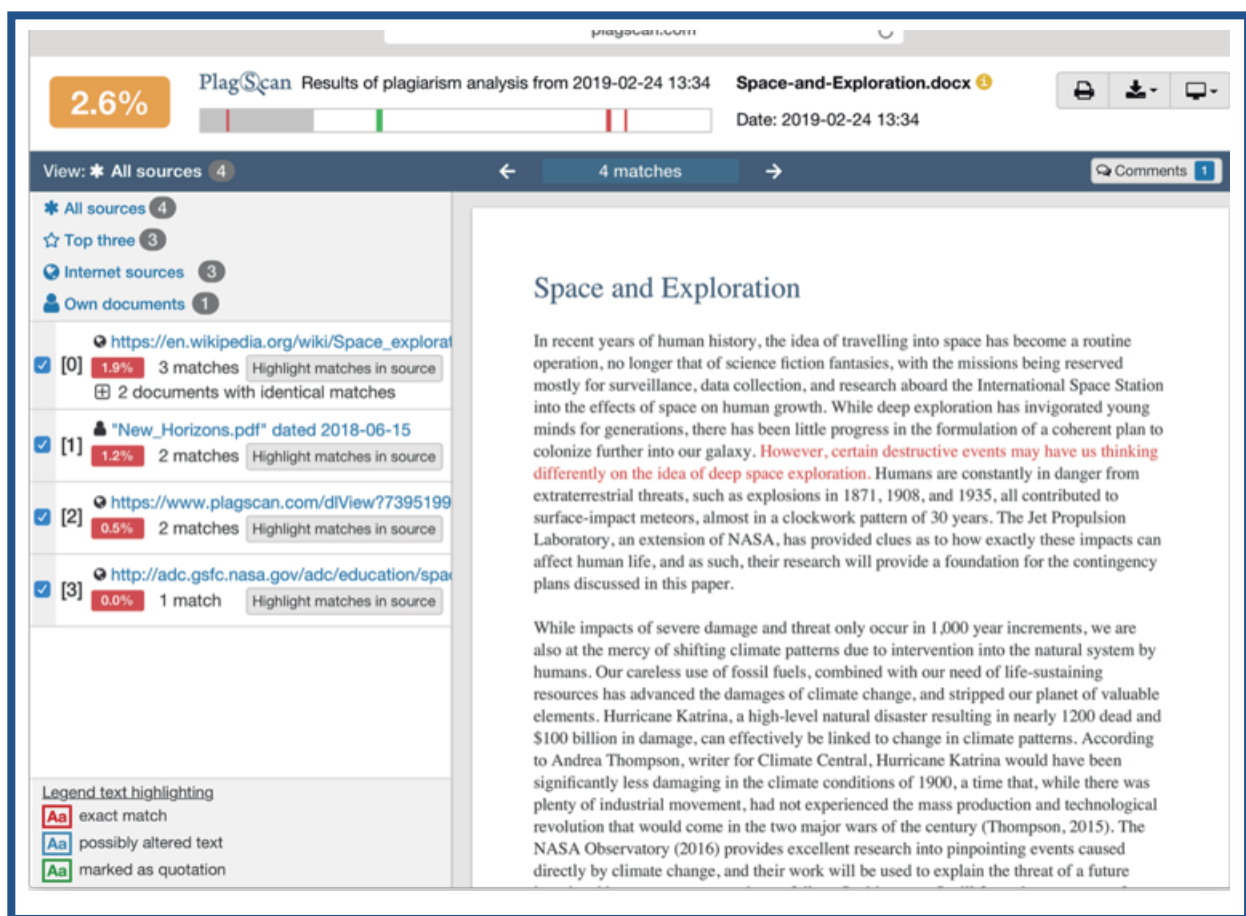 plagscan.com
2.6%
PlagScan Results of plagiarism analysis from 2019-02-24 13:34
Space-and-Exploration.docx
Date: 2019-02-24 13:34
View: All sources 4
4 matches
Comments 1
All sources 4
Top three 3
Internet sources 3
Own documents 1
[0] https://en.wikipedia.org/wiki/Space_explorat
1.9% 3 matches Highlight matches in source
2 documents with identical matches
[1] "New_Horizons.pdf" dated 2018-06-15
1.2% 2 matches Highlight matches in source
[2] https://www.plagscan.com/dlView?7395199
0.5% 2 matches Highlight matches in source
[3] http://adc.gsfc.nasa.gov/adc/education/spa
0.0% 1 match Highlight matches in source
Legend text highlighting
Aa exact match
Aa possibly altered text
Aa marked as quotation
Space and Exploration
In recent years of human history, the idea of travelling into space has become a routine
operation, no longer that of science fiction fantasies, with the missions being reserved
mostly for surveillance, data collection, and research aboard the International Space Station
into the effects of space on human growth. While deep exploration has invigorated young
minds for generations, there has been little progress in the formulation of a coherent plan to
colonize further into our galaxy. However, certain destructive events may have us thinking
differently on the idea of deep space exploration. Humans are constantly in danger from
extraterrestrial threats, such as explosions in 1871, 1908, and 1935, all contributed to
surface-impact meteors, almost in a clockwork pattern of 30 years. The Jet Propulsion
Laboratory, an extension of NASA, has provided clues as to how exactly these impacts can
affect human life, and as such, their research will provide a foundation for the contingency
plans discussed in this paper.
While impacts of severe damage and threat only occur in 1,000 year increments, we are
also at the mercy of shifting climate patterns due to intervention into the natural system by
humans. Our careless use of fossil fuels, combined with our need of life-sustaining
resources has advanced the damages of climate change, and stripped our planet of valuable
elements. Hurricane Katrina, a high-level natural disaster resulting in nearly 1200 dead and
$100 billion in damage, can effectively be linked to change in climate patterns. According
to Andrea Thompson, writer for Climate Central, Hurricane Katrina would have been
significantly less damaging in the climate conditions of 1900, a time that, while there was
plenty of industrial movement, had not experienced the mass production and technological
revolution that would come in the two major wars of the century (Thompson, 2015). The
NASA Observatory (2016) provides excellent research into pinpointing events caused
directly by climate change, and their work will be used to explain the threat of a future